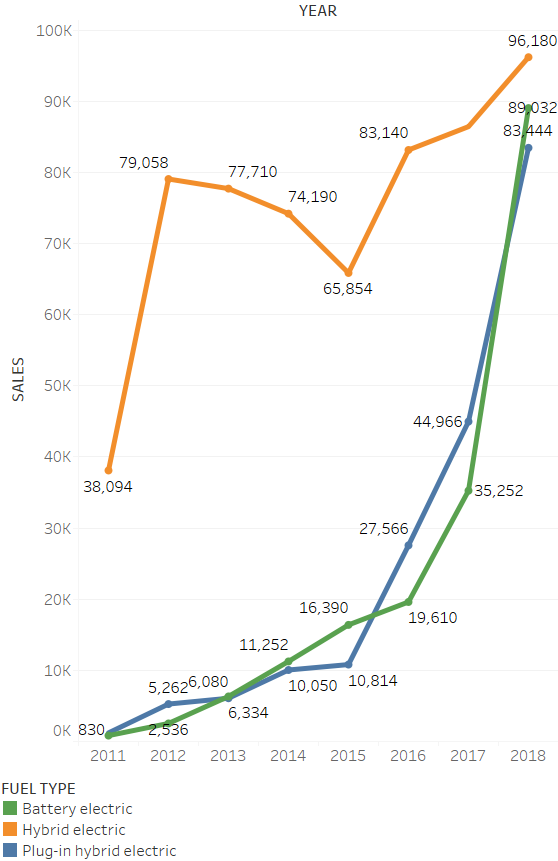 YEAR
100K
96,180
90K
89,032
83,444
83,140
80K
79,058
77,710
74,190
70K
65,854
60K
SALES
50K
44,966
40K
38,094
35,252
30K
27,566
20K
16,390
19,610
11,252
10K
10,050
10,814
5,262
6,080
6,334
0K
830
2,536
2011 2012 2013 2014 2015 2016 2017 2018
FUEL TYPE
Battery electric
Hybrid electric
Plug-in hybrid electric